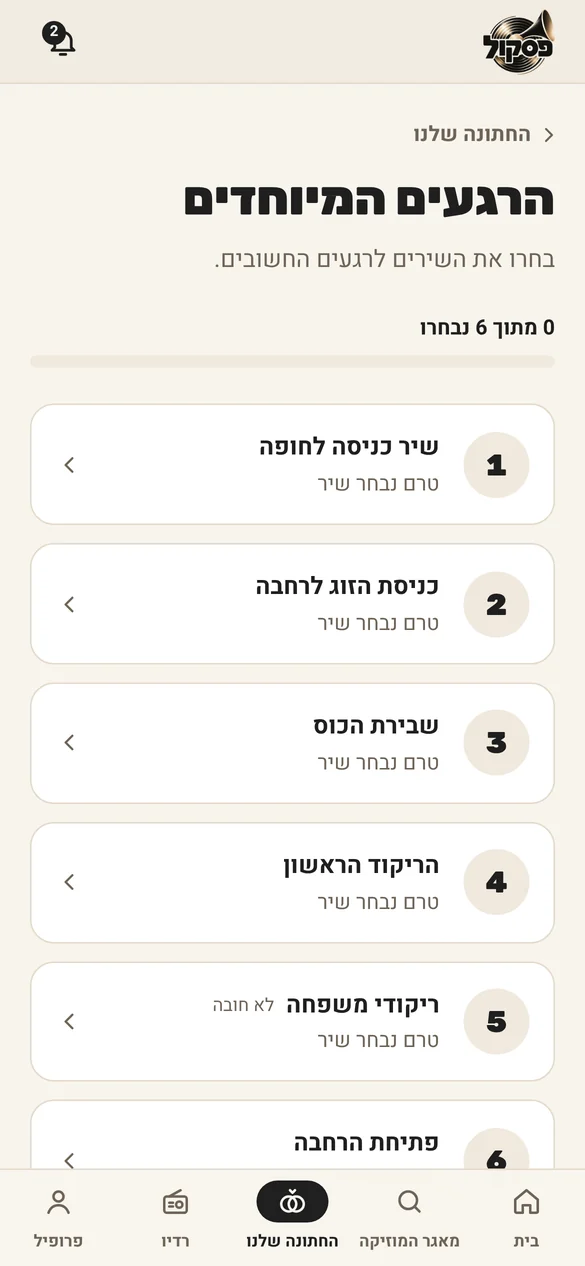 2
פסקול
החתונה שלנו
הרגעים המיוחדים
בחרו את השירים לרגעים החשובים.
0 מתוך 6 נבחרו
1
שיר כניסה לחופה
טרם נבחר שיר
2
כניסת הזוג לרחבה
טרם נבחר שיר
3
שבירת הכוס
טרם נבחר שיר
4
הריקוד הראשון
טרם נבחר שיר
5
ריקודי משפחה לא חובה
טרם נבחר שיר
6
פתיחת הרחבה
בית
מאגר המוזיקה
החתונה שלנו
רדיו
פרופיל